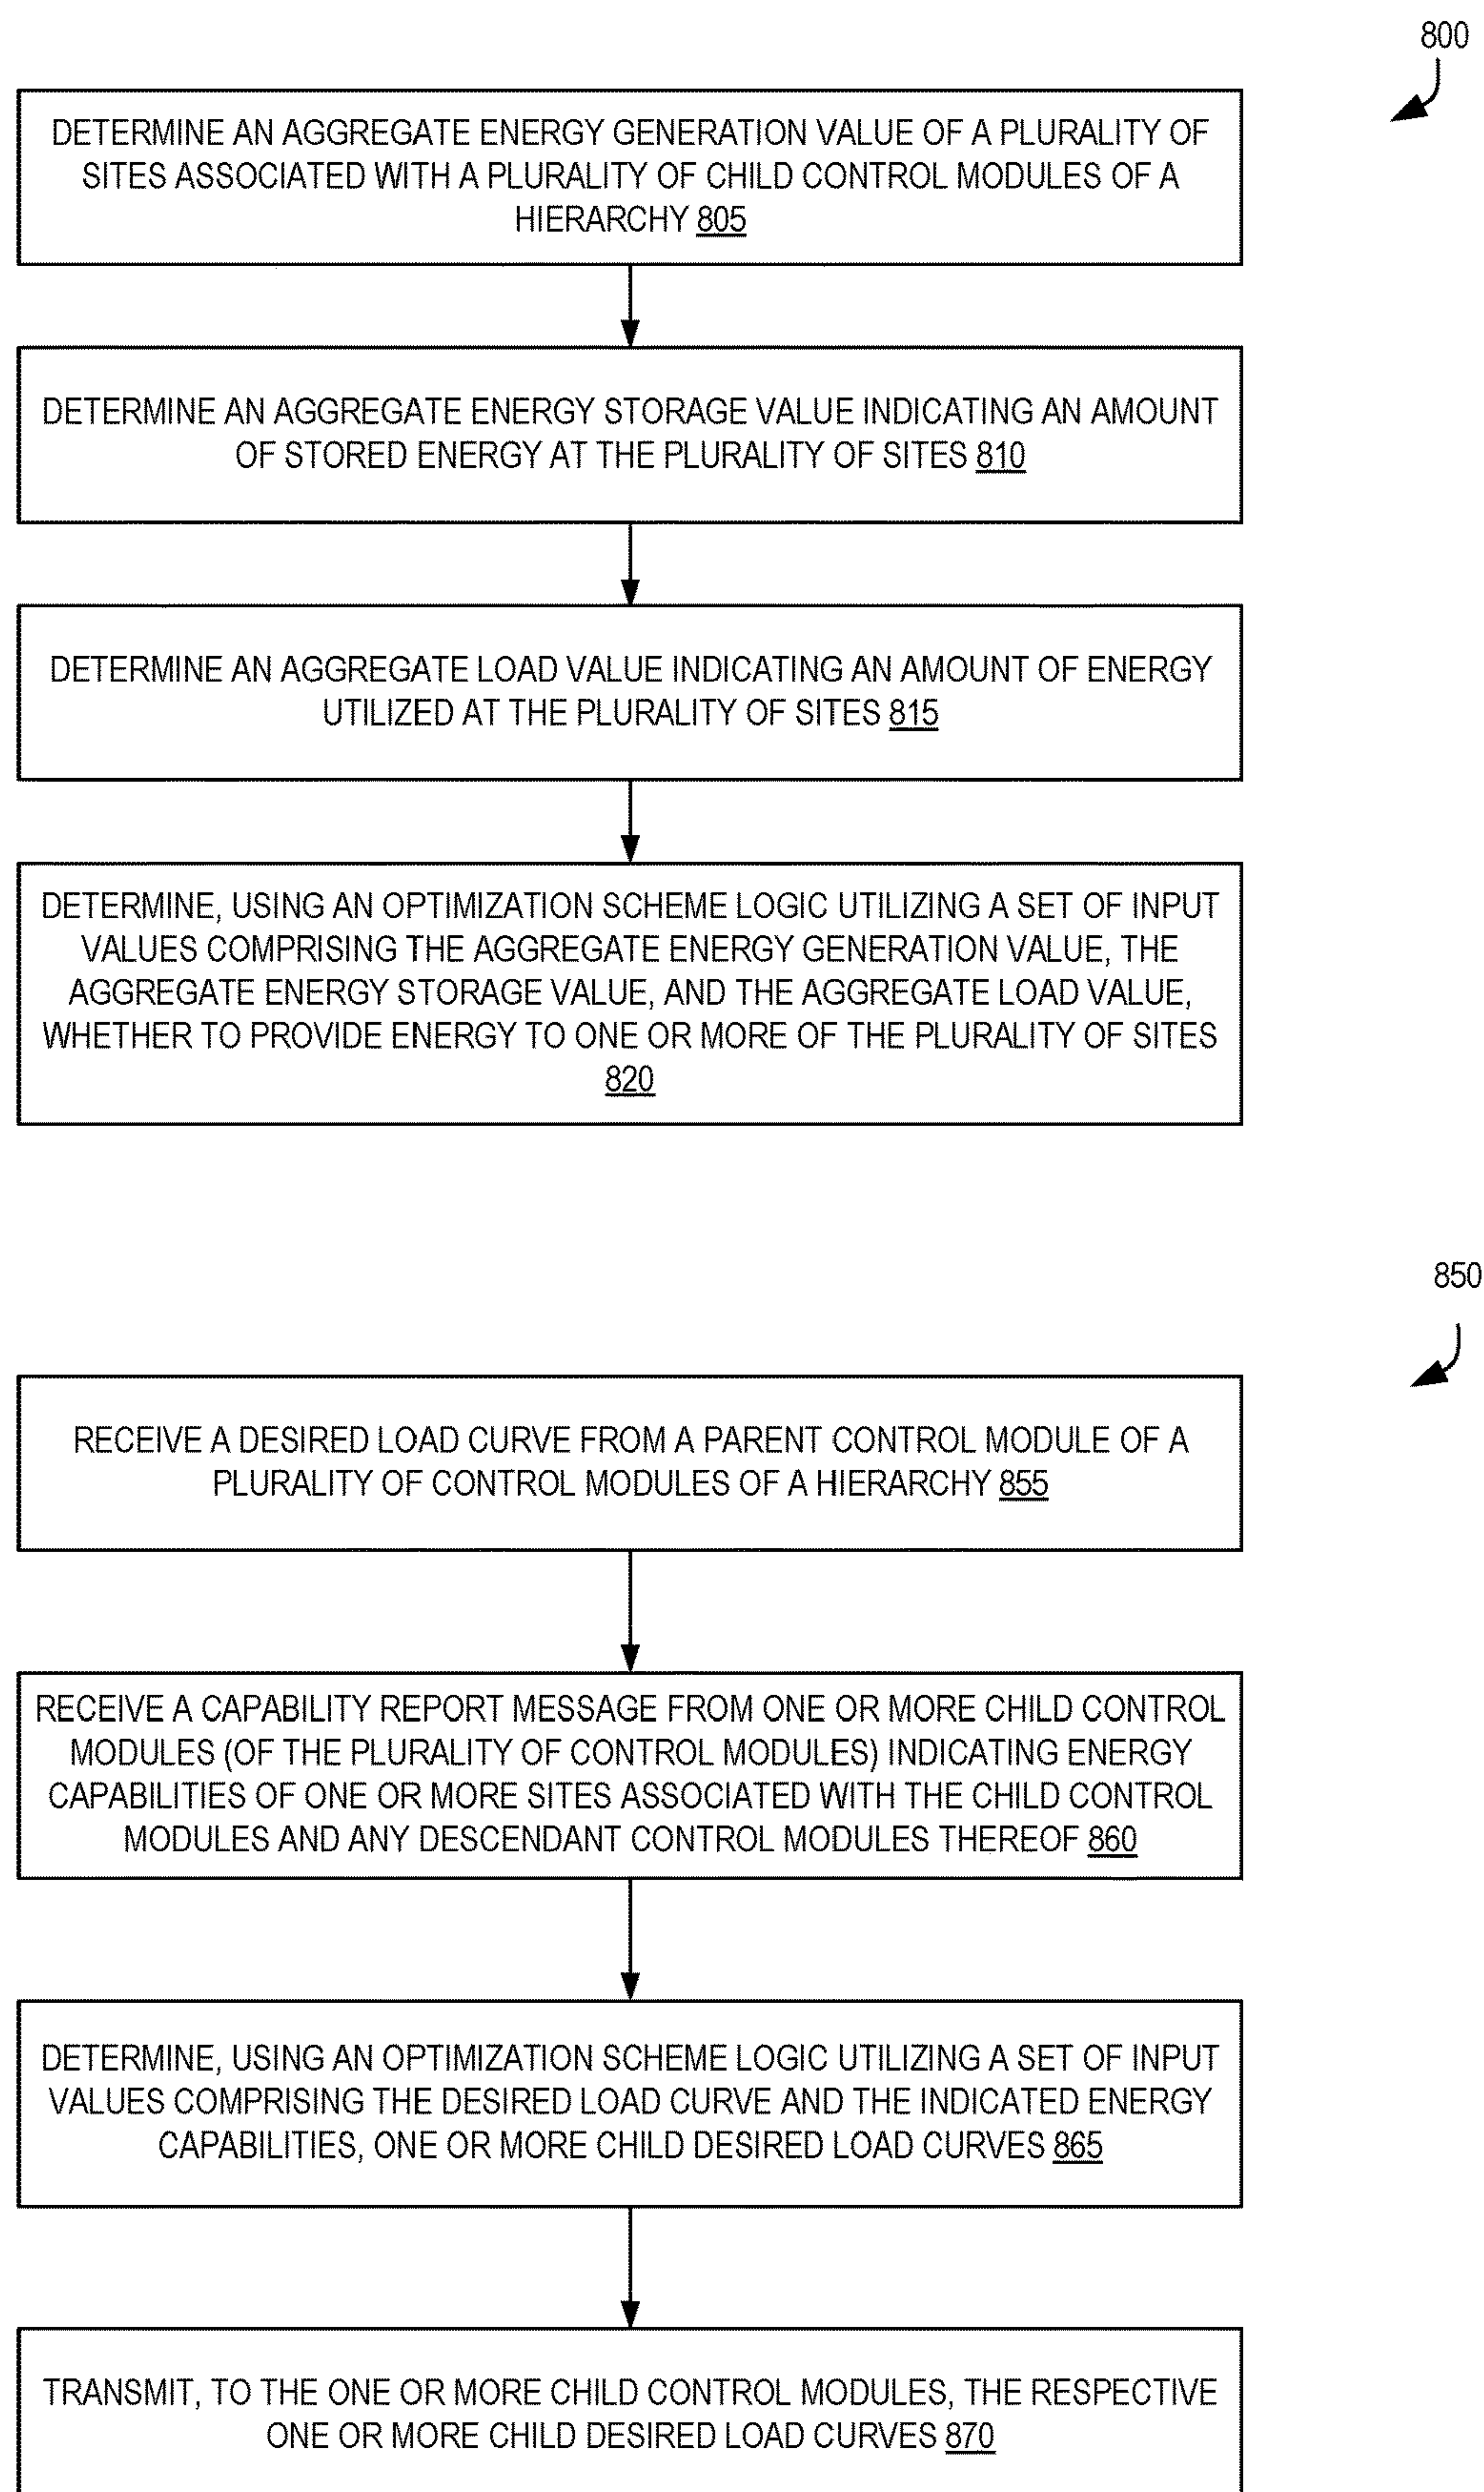 800
DETERMINE AN AGGREGATE ENERGY GENERATION VALUE OF A PLURALITY OF
SITES ASSOCIATED WITH A PLURALITY OF CHILD CONTROL MODULES OF A
HIERARCHY 805
DETERMINE AN AGGREGATE ENERGY STORAGE VALUE INDICATING AN AMOUNT
OF STORED ENERGY AT THE PLURALITY OF SITES 810
DETERMINE AN AGGREGATE LOAD VALUE INDICATING AN AMOUNT OF ENERGY
UTILIZED AT THE PLURALITY OF SITES 815
DETERMINE, USING AN OPTIMIZATION SCHEME LOGIC UTILIZING A SET OF INPUT
VALUES COMPRISING THE AGGREGATE ENERGY GENERATION VALUE, THE
AGGREGATE ENERGY STORAGE VALUE, AND THE AGGREGATE LOAD VALUE,
WHETHER TO PROVIDE ENERGY TO ONE OR MORE OF THE PLURALITY OF SITES
820
850
RECEIVE A DESIRED LOAD CURVE FROM A PARENT CONTROL MODULE OF A
PLURALITY OF CONTROL MODULES OF A HIERARCHY 855
RECEIVE A CAPABILITY REPORT MESSAGE FROM ONE OR MORE CHILD CONTROL
MODULES (OF THE PLURALITY OF CONTROL MODULES) INDICATING ENERGY
CAPABILITIES OF ONE OR MORE SITES ASSOCIATED WITH THE CHILD CONTROL
MODULES AND ANY DESCENDANT CONTROL MODULES THEREOF 860
DETERMINE, USING AN OPTIMIZATION SCHEME LOGIC UTILIZING A SET OF INPUT
VALUES COMPRISING THE DESIRED LOAD CURVE AND THE INDICATED ENERGY
CAPABILITIES, ONE OR MORE CHILD DESIRED LOAD CURVES 865
TRANSMIT, TO THE ONE OR MORE CHILD CONTROL MODULES, THE RESPECTIVE
ONE OR MORE CHILD DESIRED LOAD CURVES 870